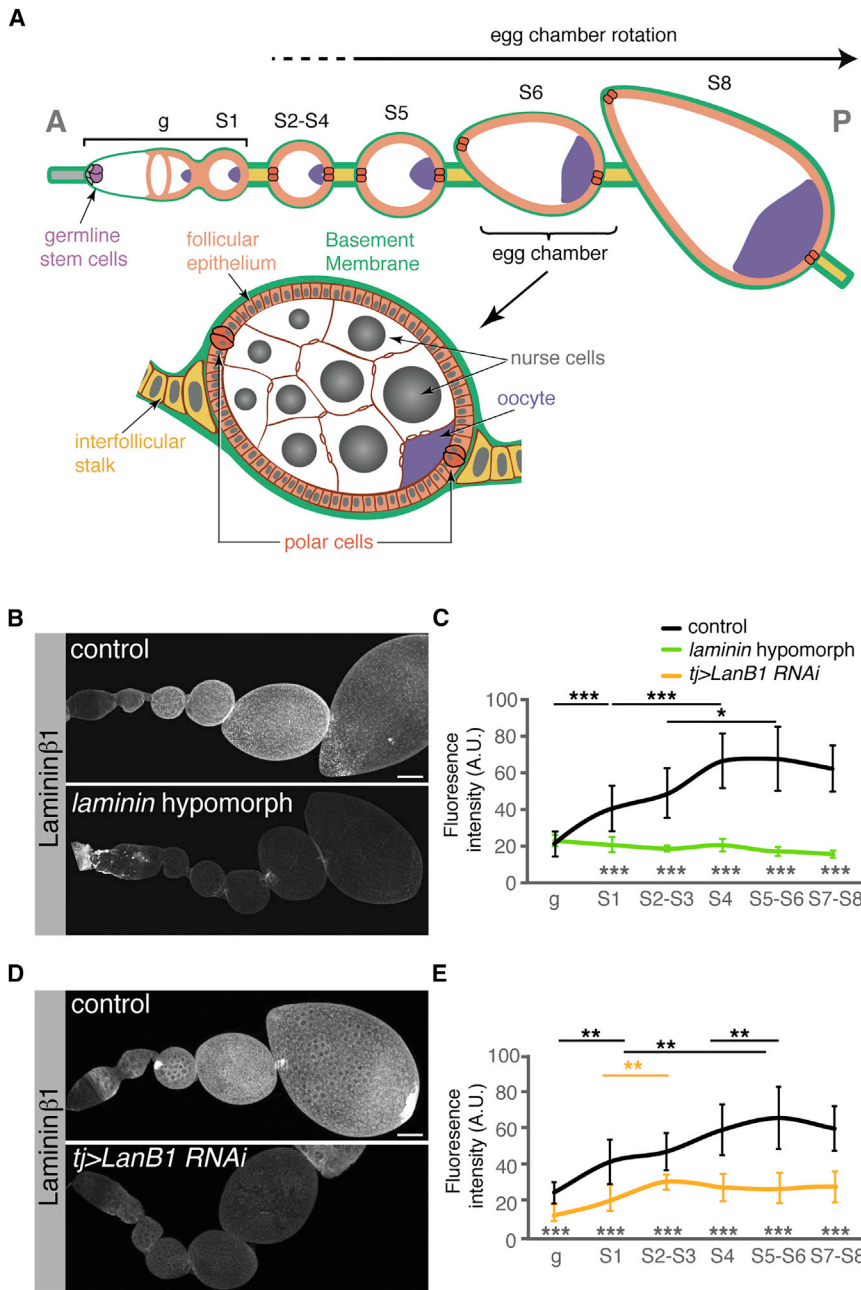 A
egg chamber rotation
A
g
S1
S2-S4
S5
S6
S8
P
germline
stem cells
follicular
epithelium
Basement
Membrane
egg chamber
nurse cells
oocyte
interfollicular
stalk
polar cells
B
Lamininβ1
control
laminin hypomorph
C
control
laminin hypomorph
tj>LanB1 RNAi
Fluoresence
intensity (A.U.)
100
80
60
40
20
0
***
***
*
*** *** *** *** ***
g S1 S2-S3 S4 S5-S6 S7-S8
D
Lamininβ1
control
tj>LanB1 RNAi
E
Fluoresence
intensity (A.U.)
100
80
60
40
20
0
**
**
**
**
*** *** *** *** *** ***
g S1 S2-S3 S4 S5-S6 S7-S8